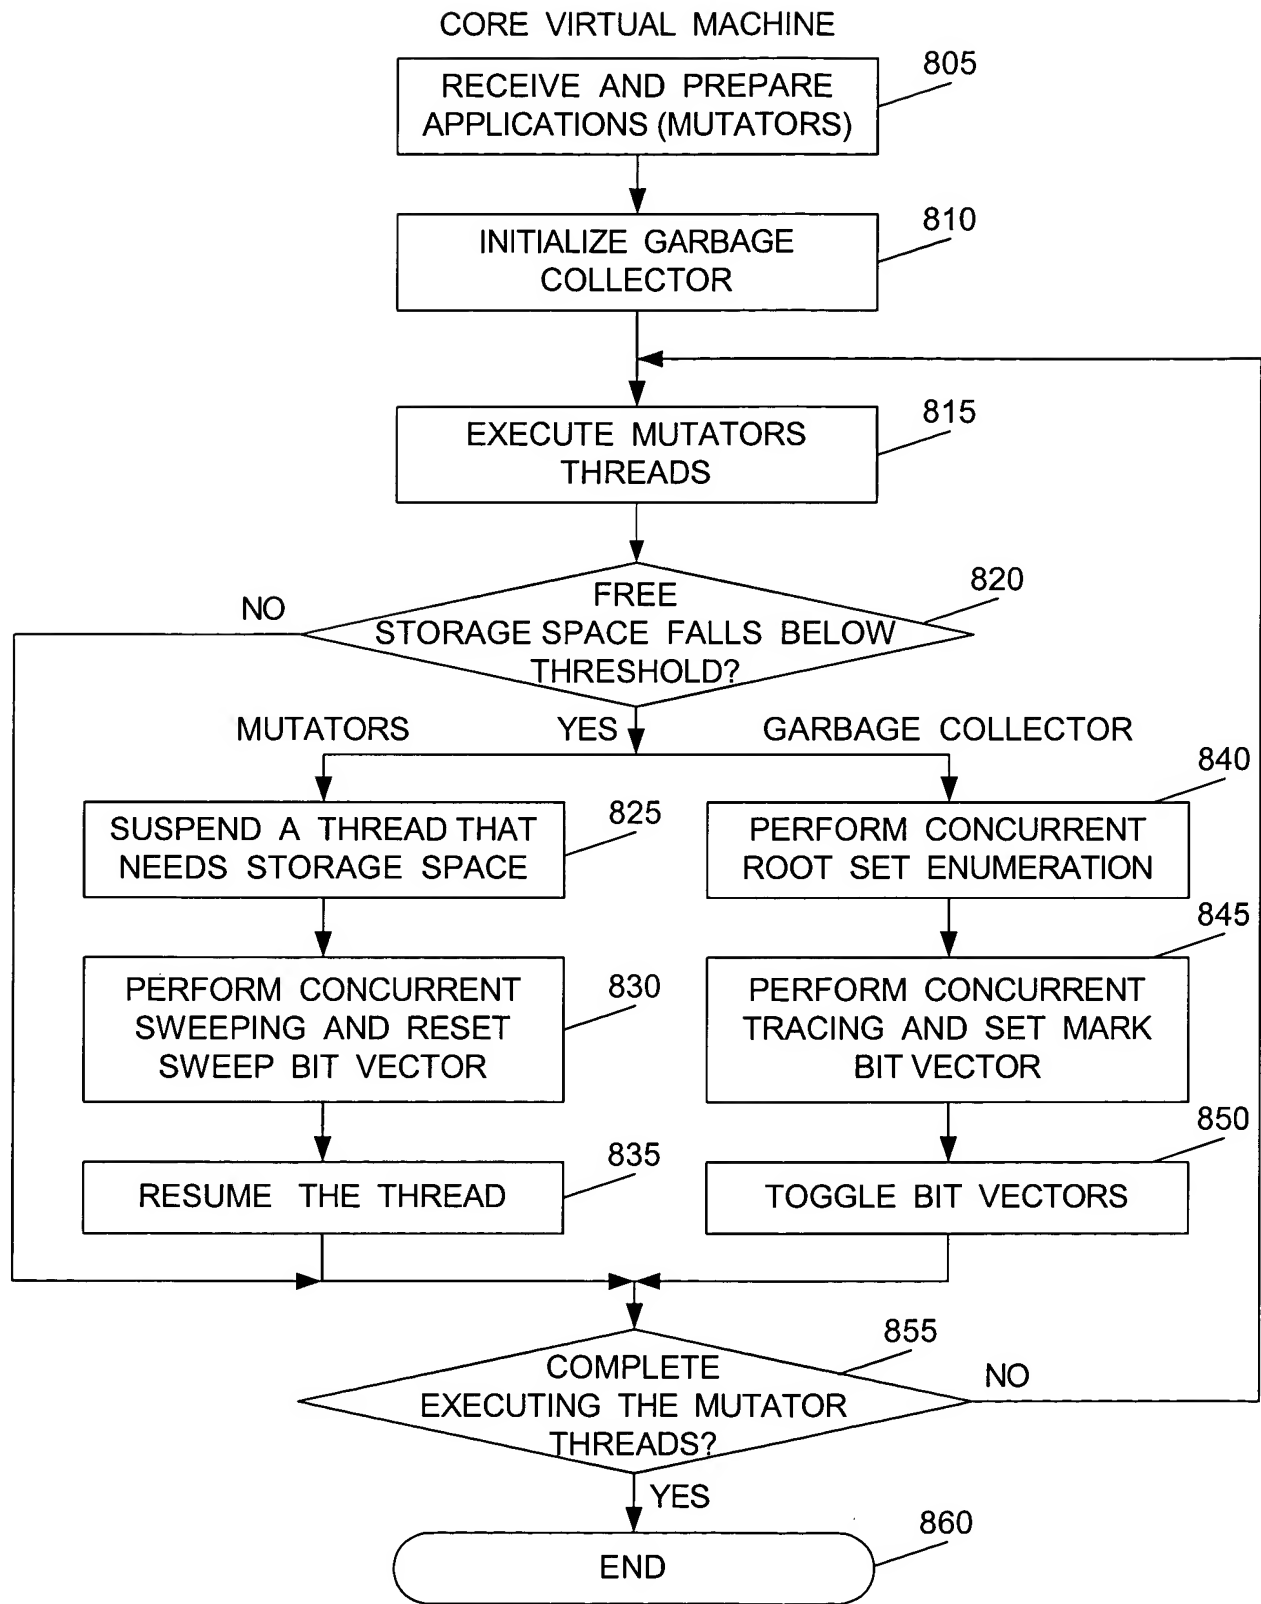 CORE VIRTUAL MACHINE
805
RECEIVE AND PREPARE
APPLICATIONS (MUTATORS)
810
INITIALIZE GARBAGE
COLLECTOR
815
EXECUTE MUTATORS
THREADS
820
NO
FREE
STORAGE SPACE FALLS BELOW
THRESHOLD?
MUTATORS
YES
GARBAGE COLLECTOR
825
SUSPEND A THREAD THAT
NEEDS STORAGE SPACE
840
PERFORM CONCURRENT
ROOT SET ENUMERATION
830
PERFORM CONCURRENT
SWEEPING AND RESET
SWEEP BIT VECTOR
845
PERFORM CONCURRENT
TRACING AND SET MARK
BIT VECTOR
835
RESUME THE THREAD
850
TOGGLE BIT VECTORS
855
COMPLETE
EXECUTING THE MUTATOR
THREADS?
NO
YES
860
END